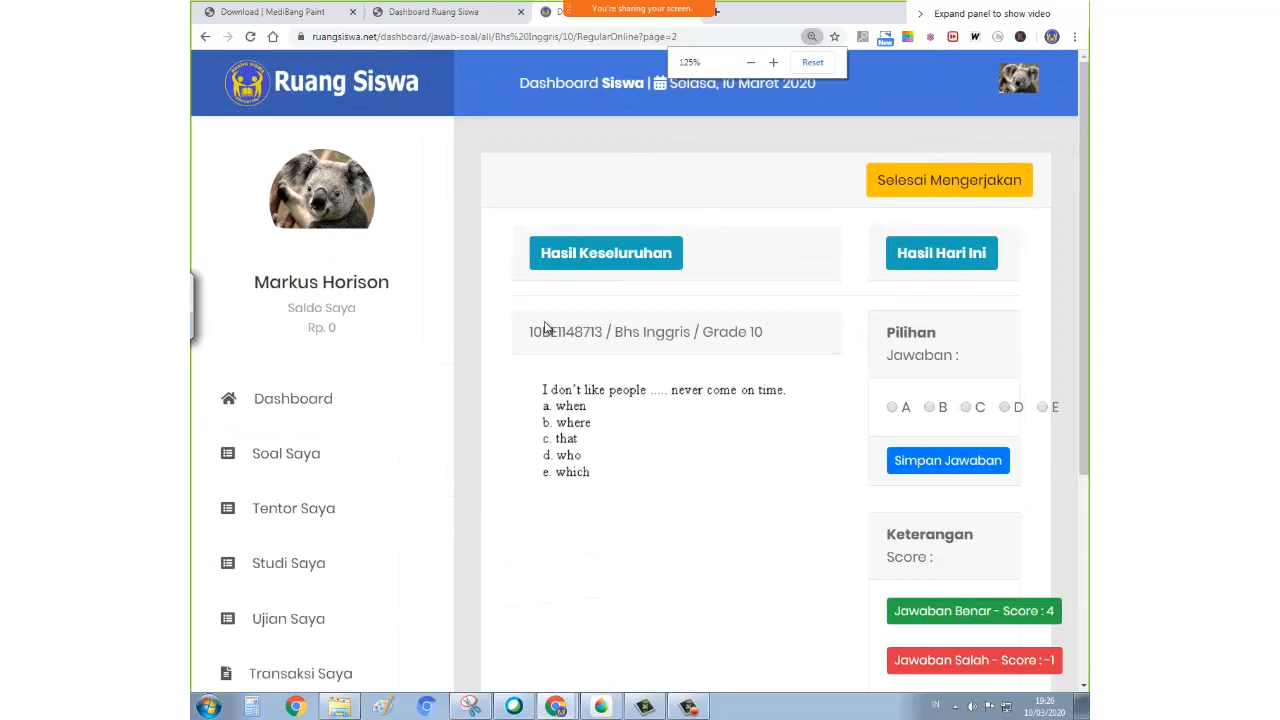 Download | MediBang Paint
Dashboard Ruang Siswa
You're sharing your screen.
Expand panel to show video
ruangsiswa.net/dashboard/jawab-soal/all/Bhs%20Inggris/10/RegularOnline?page=2
New
125%
Reset
Ruang Siswa
Dashboard Siswa | Selasa, 10 Maret 2020
Selesai Mengerjakan
Hasil Keseluruhan
Hasil Hari Ini
Markus Horison
Saldo Saya
Rp. 0
/ Bhs Inggris / Grade 10
Pilihan
Jawaban :
I don't like people ..... never come on time.
a. when
b. where
c. that
d. who
e. which
A B C D E
Simpan Jawaban
Dashboard
Soal Saya
Tentor Saya
Studi Saya
Ujian Saya
Transaksi Saya
Keterangan
Score :
Jawaban Benar - Score : 4
Jawaban Salah - Score : -1
IN
19:26
10/03/2020